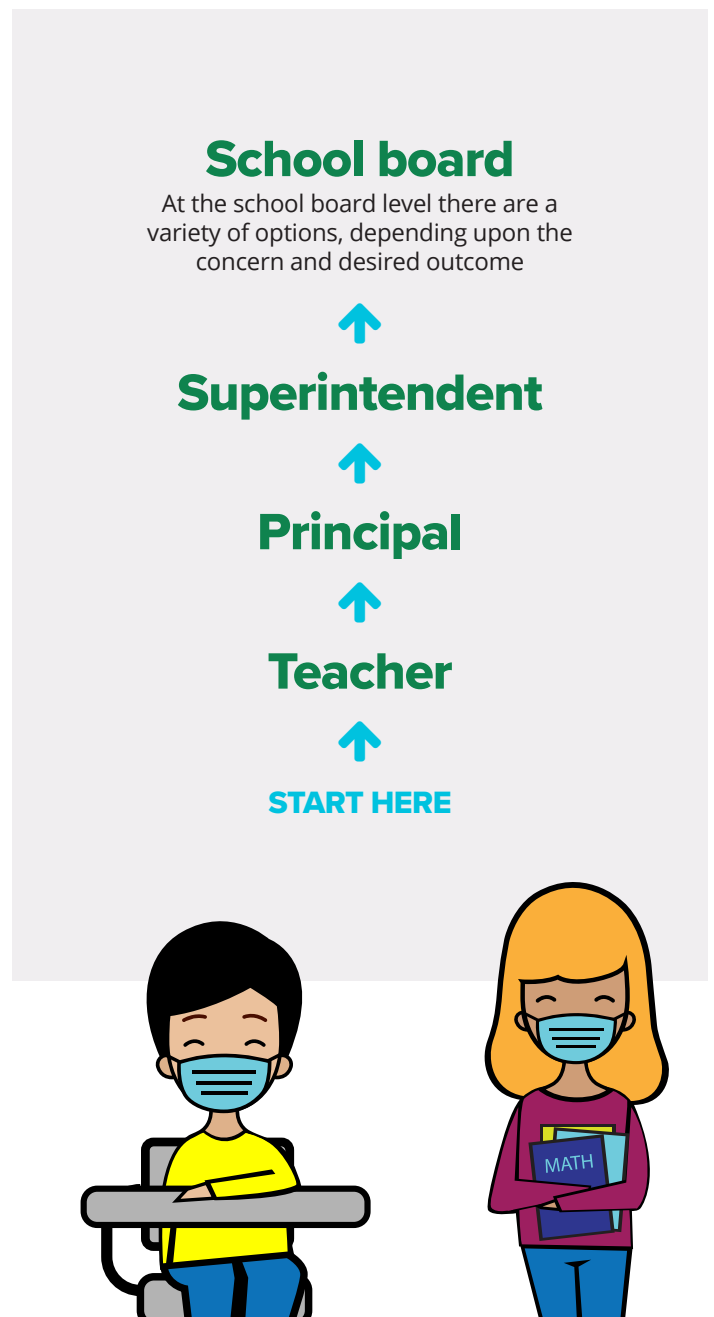 School board
At the school board level there are a
variety of options, depending upon the
concern and desired outcome
Superintendent
Principal
Teacher
START HERE
MATH